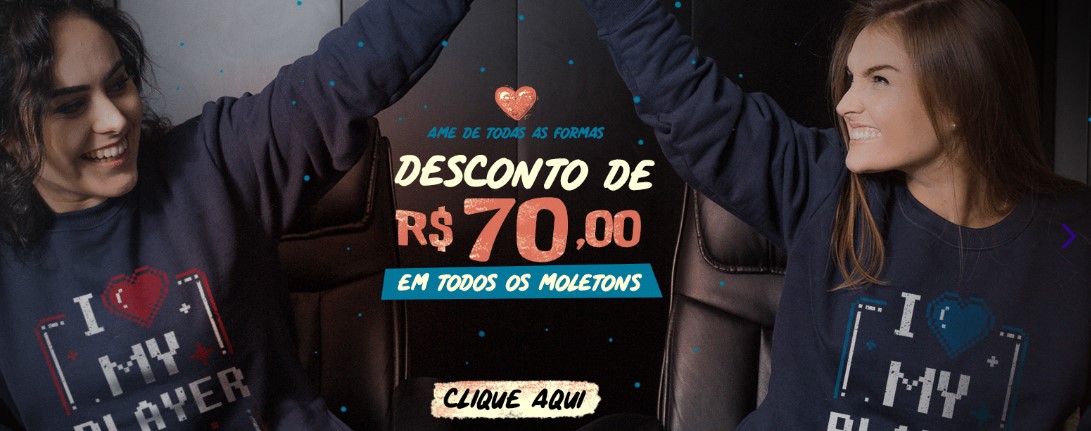 AME DE TODAS AS FORMAS
DESCONTO DE
R$70,00
EM TODOS OS MOLETONS
CLIQUE AQUI
I
MY
PLAYER
I
MY